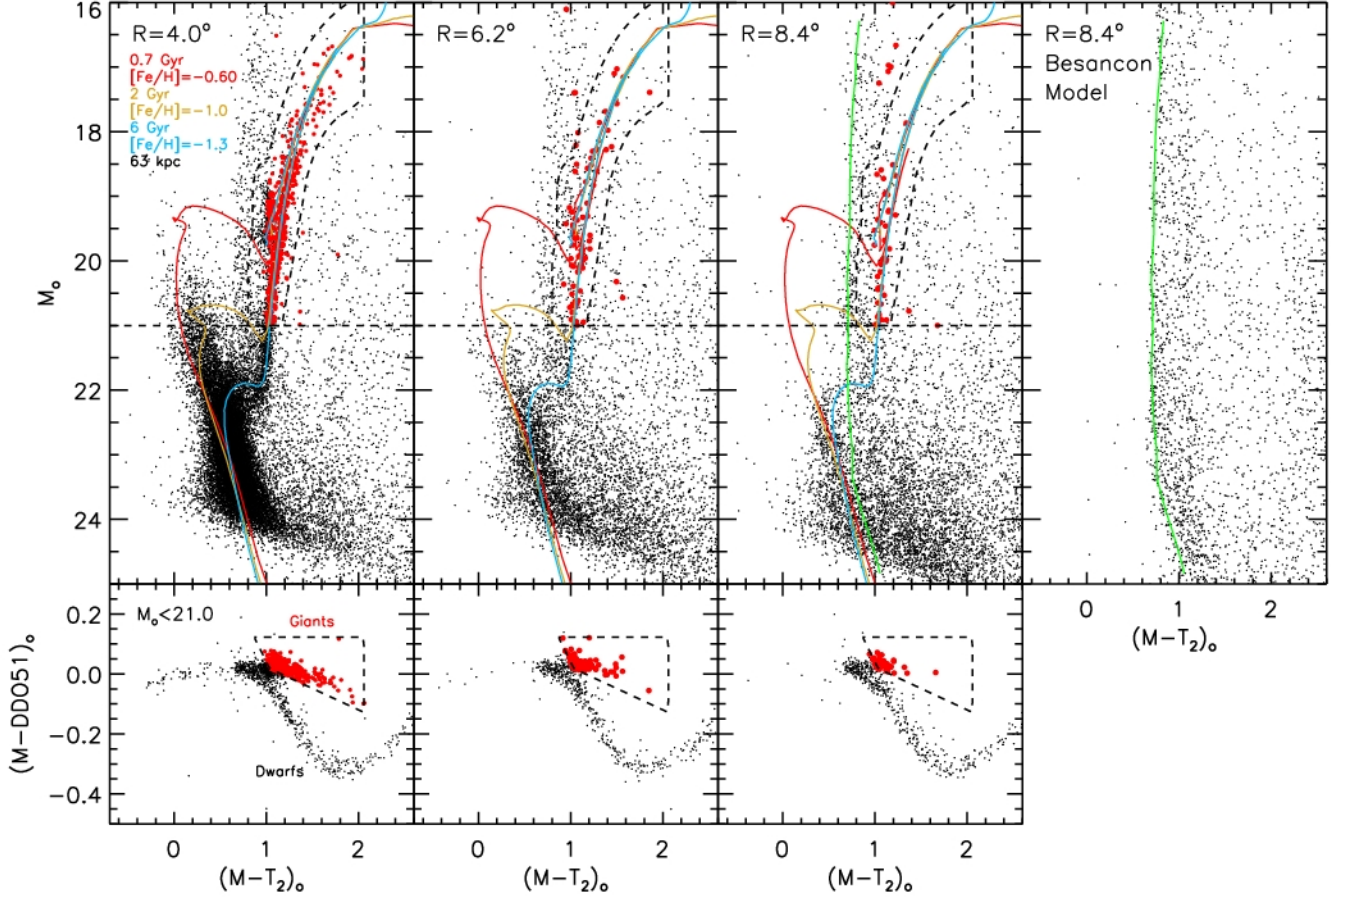 R=4.0°
0.7 Gyr
[Fe/H]=−0.60
2 Gyr
[Fe/H]=−1.0
6 Gyr
[Fe/H]=−1.3
63 kpc
R=6.2°
R=8.4°
R=8.4°
Besancon
Model
16
18
20
22
24
M₀
0 1 2
(M−T₂)₀
M₀<21.0
Giants
Dwarfs
0.2
0.0
−0.2
−0.4
(M−DDO51)₀
0 1 2
0 1 2
0 1 2
(M−T₂)₀
(M−T₂)₀
(M−T₂)₀